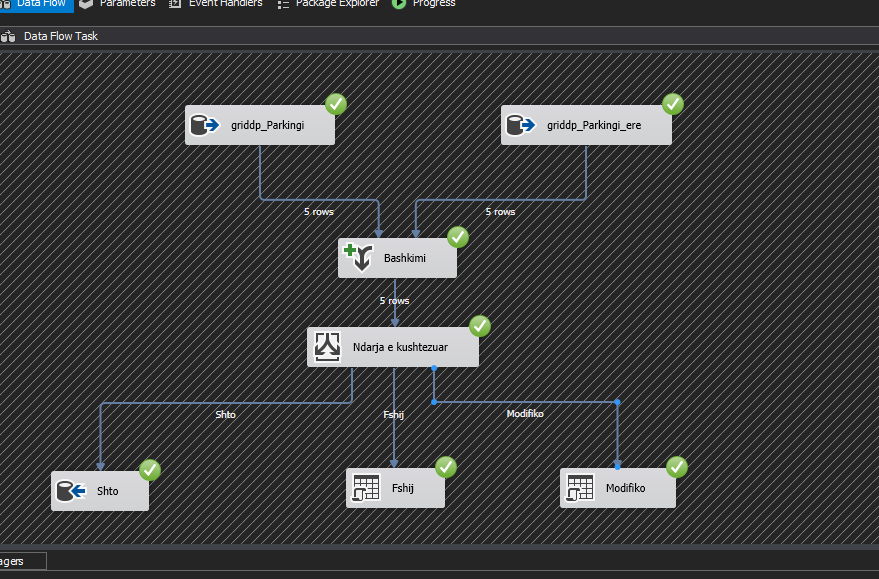 Data Flow
Parameters
Event Handlers
Package Explorer
Progress
Data Flow Task
griddp_Parkingi
griddp_Parkingi_ere
5 rows
5 rows
Bashkimi
5 rows
Ndarja e kushtezuar
Shto
Fshij
Modifiko
Shto
Fshij
Modifiko
agers